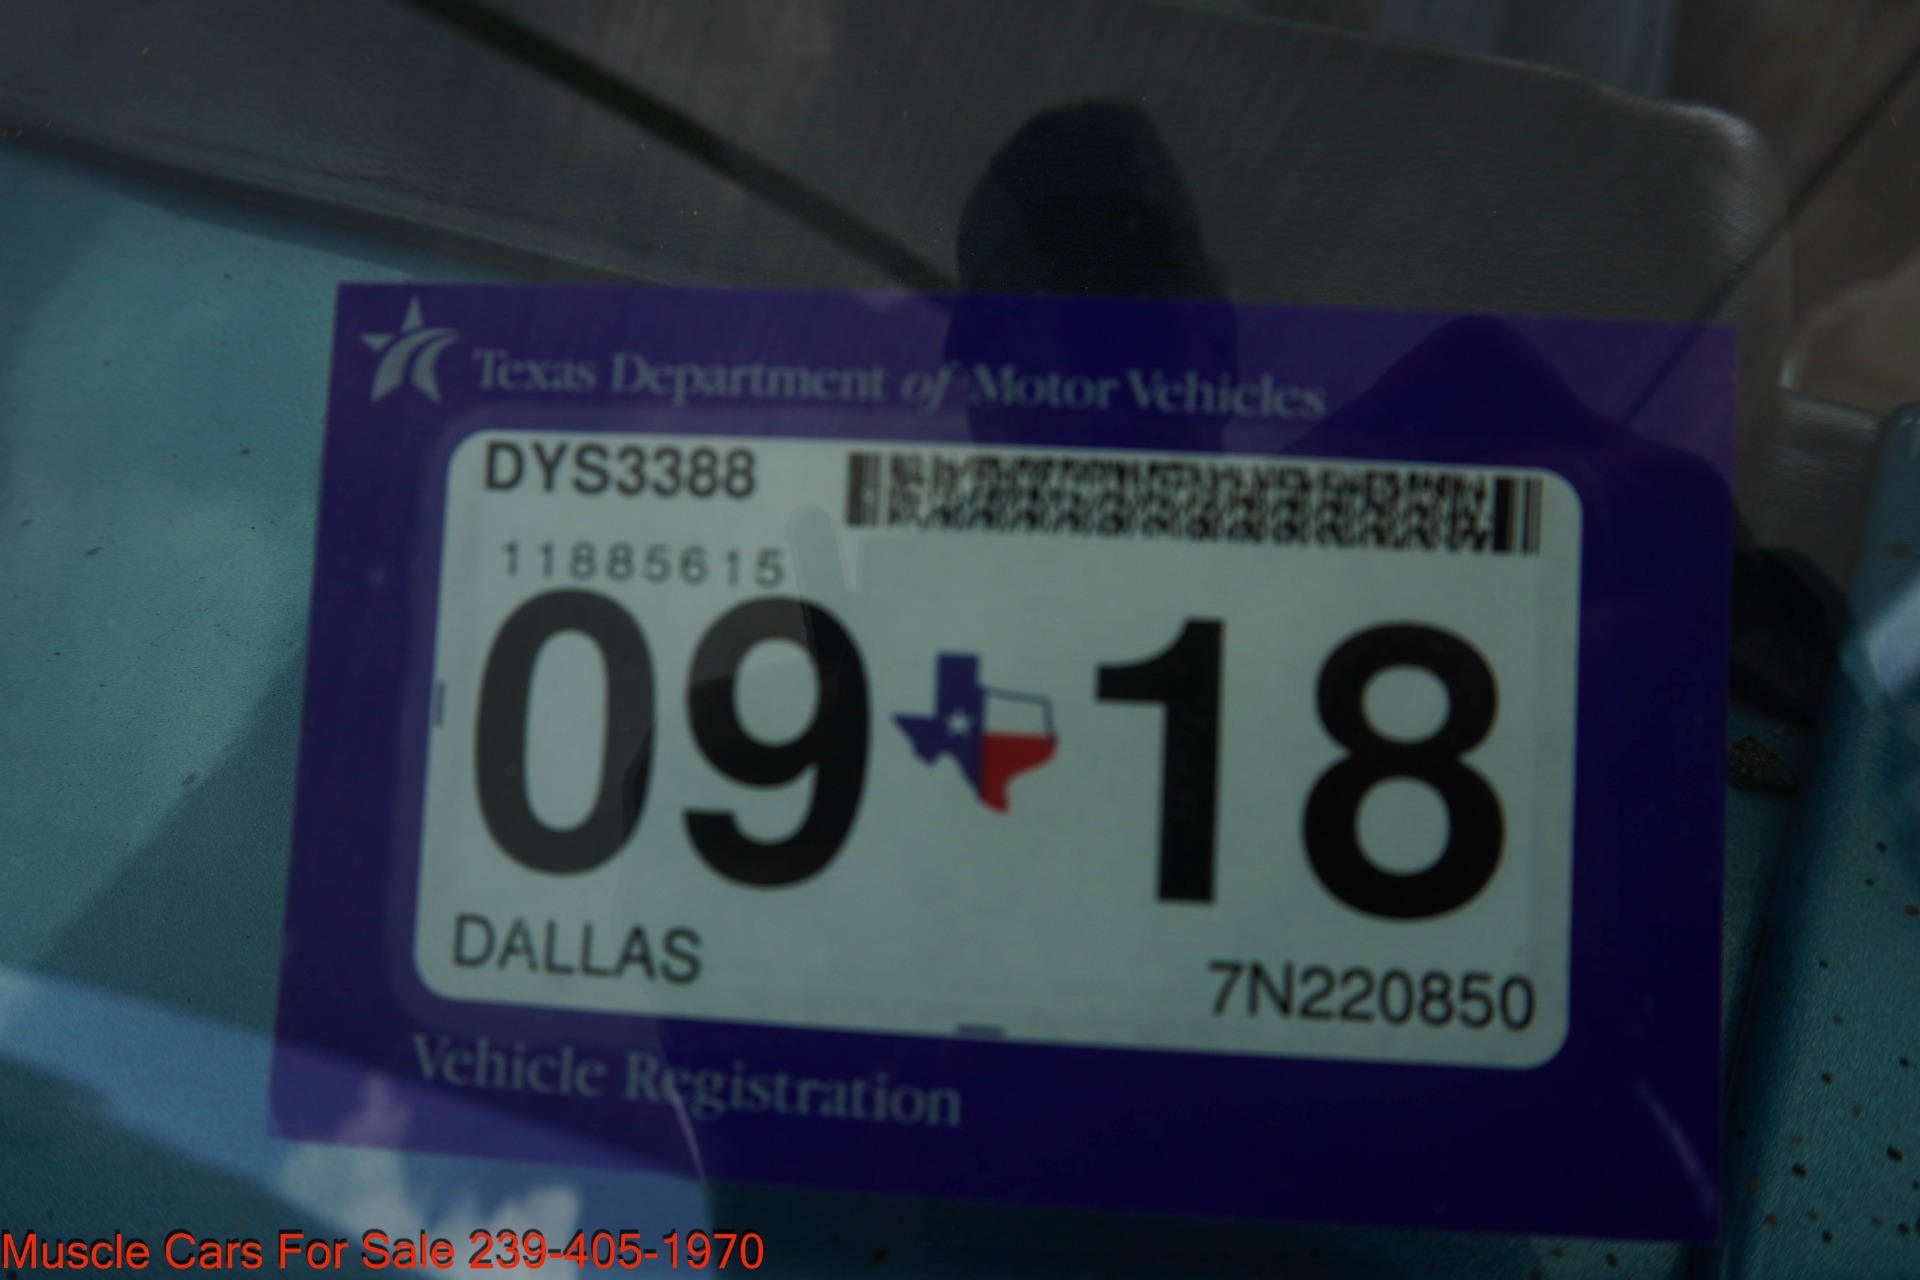 Texas Department of Motor Vehicles
DYS3388
11885615
09 18
DALLAS
7N220850
Vehicle Registration
Muscle Cars For Sale 239-405-1970